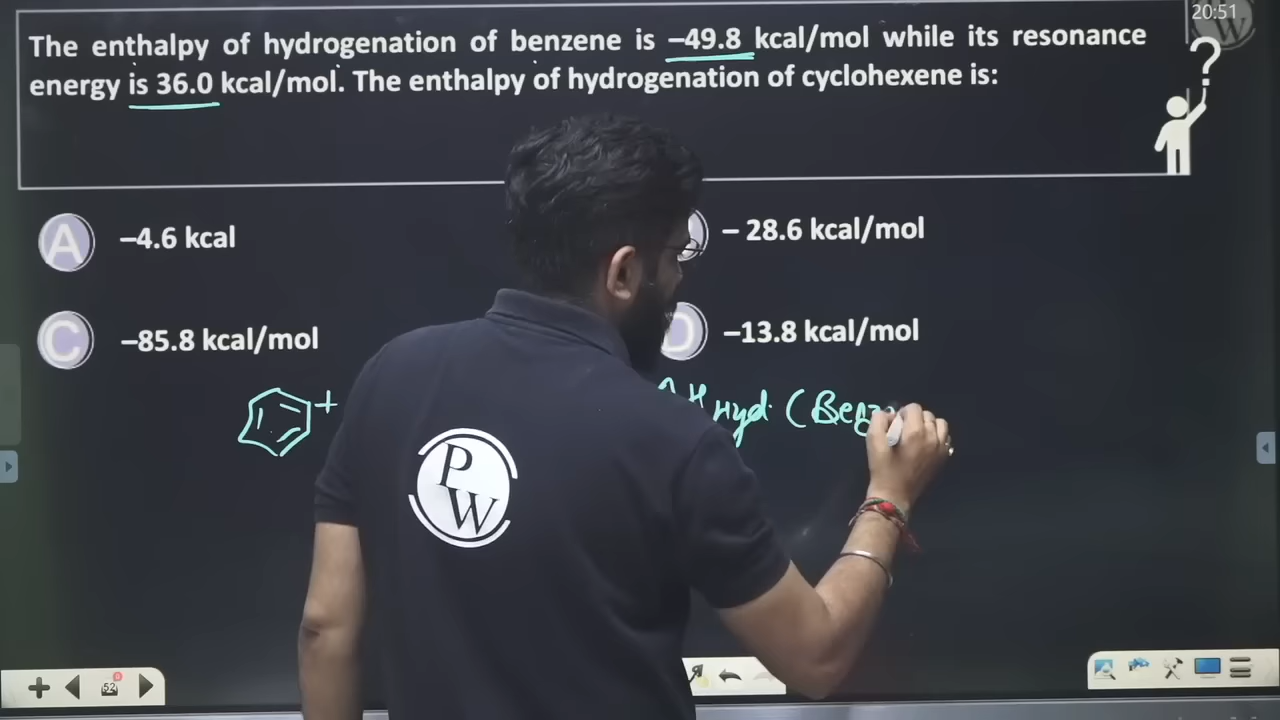 20:51
The enthalpy of hydrogenation of benzene is –49.8 kcal/mol while its resonance
energy is 36.0 kcal/mol. The enthalpy of hydrogenation of cyclohexene is:
?
A –4.6 kcal
– 28.6 kcal/mol
C –85.8 kcal/mol
D –13.8 kcal/mol
+
Hyd. (Benz
PW
52